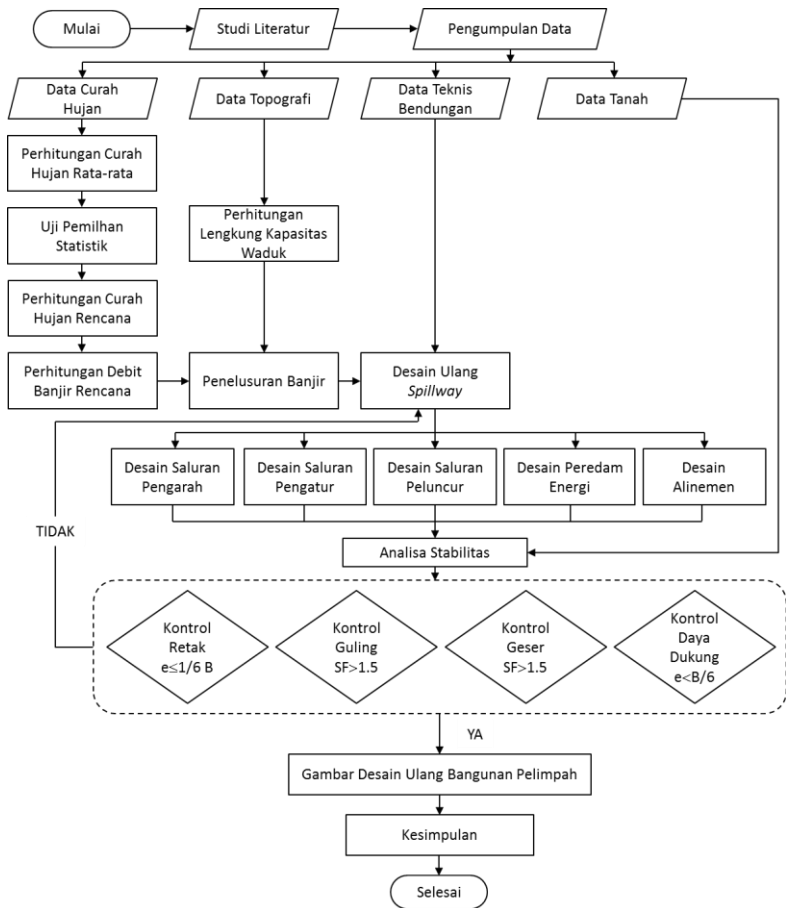 Mulai
Studi Literatur
Pengumpulan Data
Data Curah
Hujan
Data Topografi
Data Teknis
Bendungan
Data Tanah
Perhitungan Curah
Hujan Rata-rata
Uji Pemilhan
Statistik
Perhitungan
Lengkung Kapasitas
Waduk
Perhitungan Curah
Hujan Rencana
Perhitungan Debit
Banjir Rencana
Penelusuran Banjir
Desain Ulang
Spillway
Desain Saluran
Pengarah
Desain Saluran
Pengatur
Desain Saluran
Peluncur
Desain Peredam
Energi
Desain
Alinemen
TIDAK
Analisa Stabilitas
Kontrol
Retak
e≤1/6 B
Kontrol
Guling
SF>1.5
Kontrol
Geser
SF>1.5
Kontrol
Daya
Dukung
e<B/6
YA
Gambar Desain Ulang Bangunan Pelimpah
Kesimpulan
Selesai